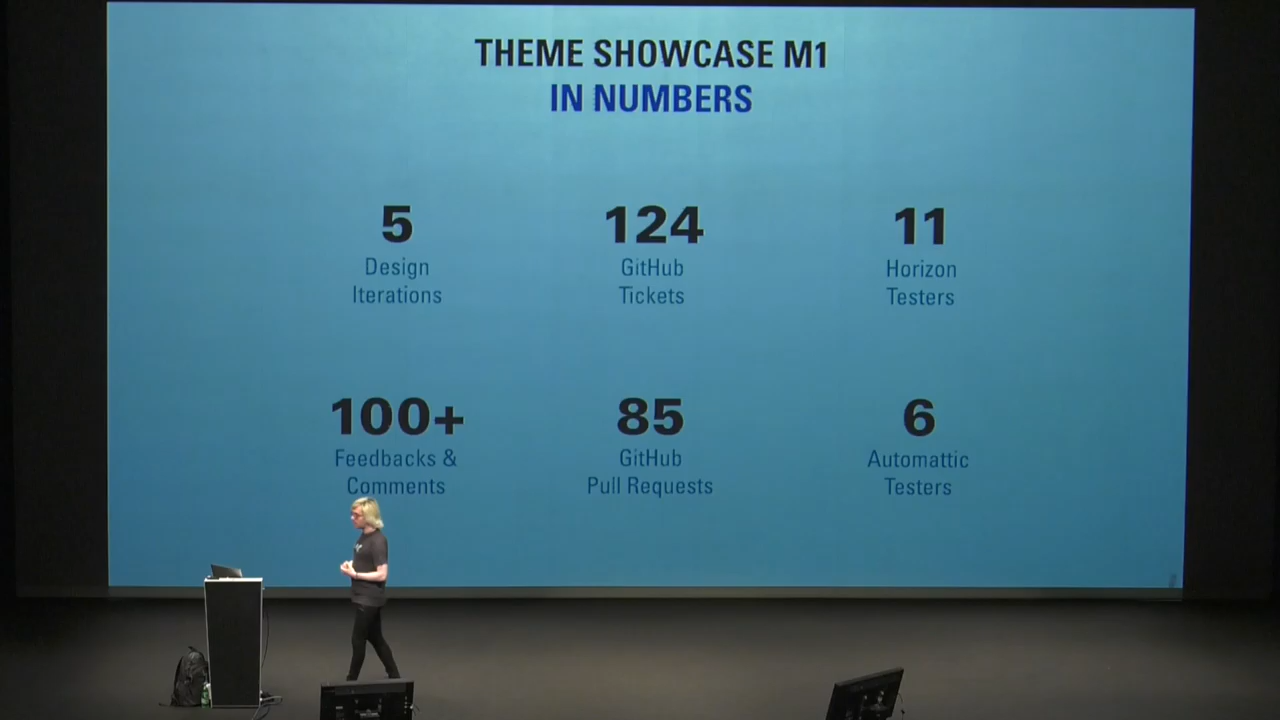 THEME SHOWCASE M1
IN NUMBERS
5
Design
Iterations
124
GitHub
Tickets
11
Horizon
Testers
100+
Feedbacks &
Comments
85
GitHub
Pull Requests
6
Automattic
Testers